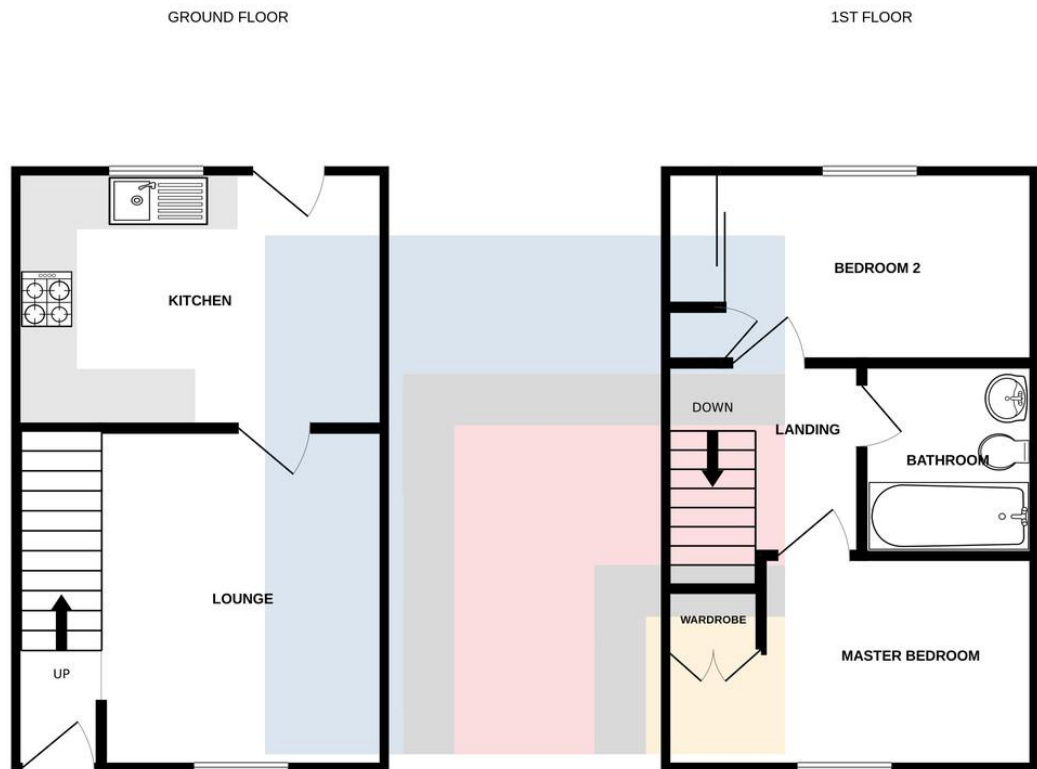 GROUND FLOOR
1ST FLOOR
KITCHEN
LOUNGE
UP
BEDROOM 2
DOWN
LANDING
BATHROOM
WARDROBE
MASTER BEDROOM